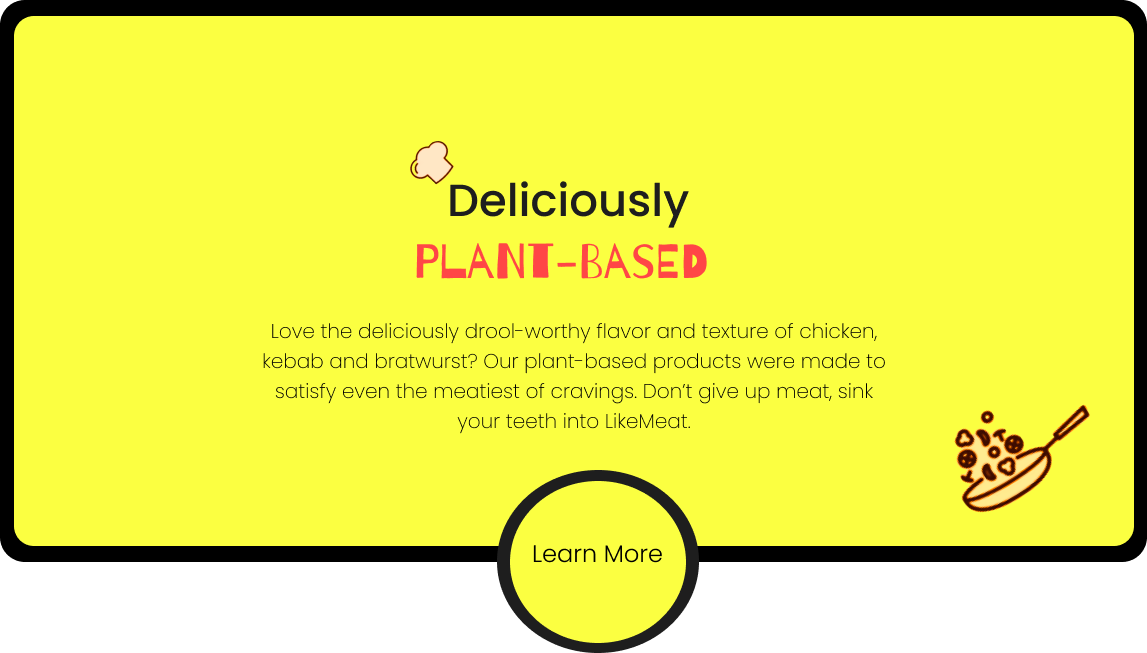 Deliciously
PLANT-BASED
Love the deliciously drool-worthy flavor and texture of chicken,
kebab and bratwurst? Our plant-based products were made to
satisfy even the meatiest of cravings. Don’t give up meat, sink
your teeth into LikeMeat.
Learn More